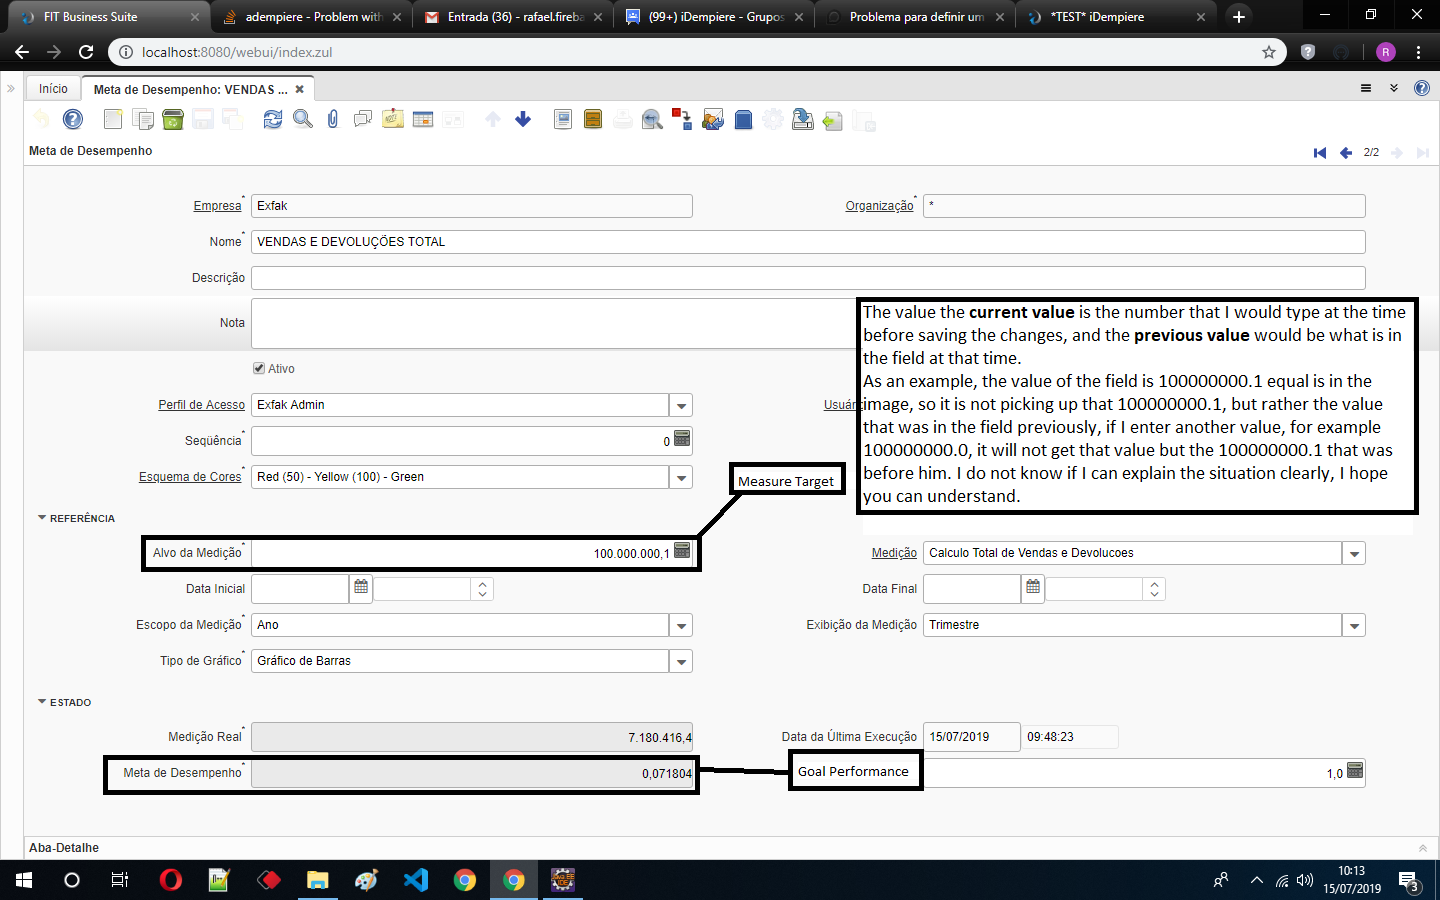 FIT Business Suite
adempiere - Problem with
Entrada (36) - rafael.fireba
(99+) iDempiere - Grupos
Problema para definir um
*TEST* iDempiere
localhost:8080/webui/index.zul
R
Início
Meta de Desempenho: VENDAS ...
Meta de Desempenho
2/2
Empresa* Exfak
Organização* *
Nome* VENDAS E DEVOLUÇÕES TOTAL
Descrição
Nota
Ativo
The value the current value is the number that I would type at the time
before saving the changes, and the previous value would be what is in
the field at that time.
As an example, the value of the field is 100000000.1 equal is in the
image, so it is not picking up that 100000000.1, but rather the value
that was in the field previously, if I enter another value, for example
100000000.0, it will not get that value but the 100000000.1 that was
before him. I do not know if I can explain the situation clearly, I hope
you can understand.
Perfil de Acesso Exfak Admin
Seqüência* 0
Esquema de Cores* Red (50) - Yellow (100) - Green
Measure Target
REFERÊNCIA
Alvo da Medição* 100.000.000,1
Medição Calculo Total de Vendas e Devolucoes
Data Inicial
Data Final
Escopo da Medição* Ano
Exibição da Medição Trimestre
Tipo de Gráfico* Gráfico de Barras
ESTADO
Medição Real* 7.180.416,4
Data da Última Execução 15/07/2019 09:48:23
Meta de Desempenho* 0,071804
Goal Performance
1,0
Aba-Detalhe
10:13
15/07/2019
3